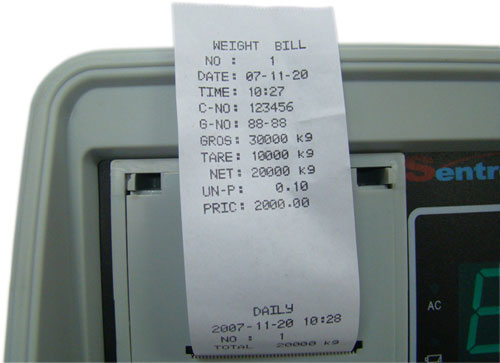 WEIGHT BILL
NO : 1
DATE: 07-11-20
TIME: 10:27
C-NO: 123456
G-NO: 88-88
GROS: 30000 kg
TARE: 10000 kg
NET: 20000 kg
UN-P: 0.10
PRIC: 2000.00
DAILY
2007-11-20 10:28
NO : 1
TOTAL 20000 kg
Sentr
AC